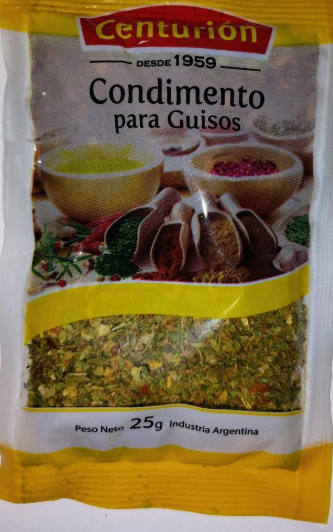 Centurión
DESDE 1959
Condimento
para Guisos
Peso Neto 25g Industria Argentina